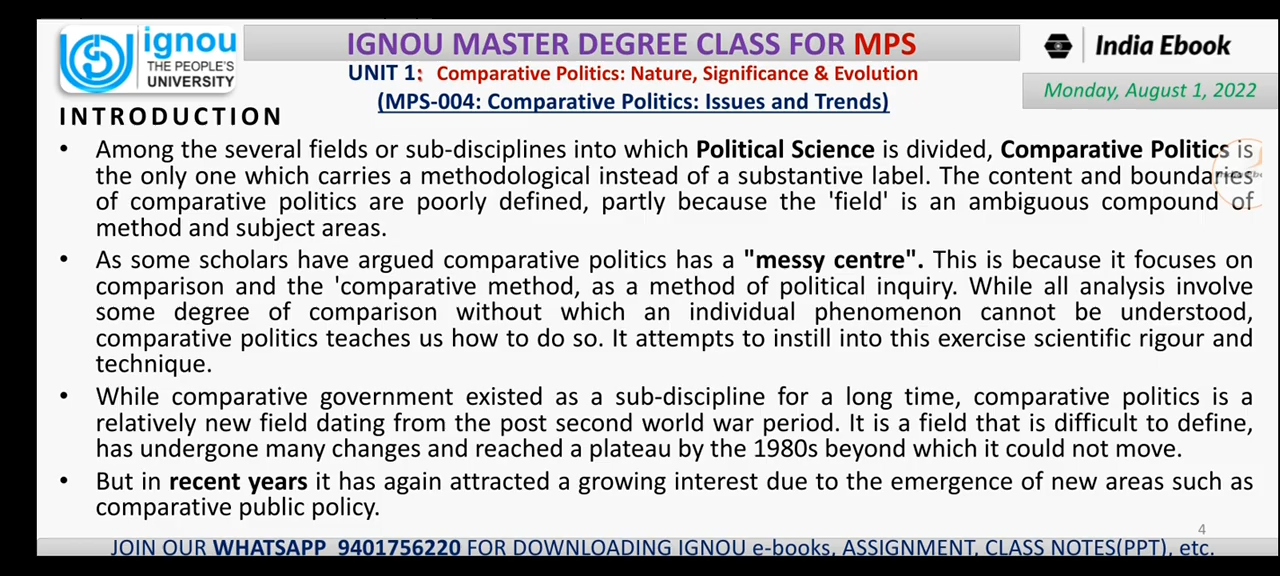 ignou
THE PEOPLE'S
UNIVERSITY
IGNOU MASTER DEGREE CLASS FOR MPS
UNIT 1: Comparative Politics: Nature, Significance & Evolution
(MPS-004: Comparative Politics: Issues and Trends)
India Ebook
Monday, August 1, 2022
INTRODUCTION
• Among the several fields or sub-disciplines into which Political Science is divided, Comparative Politics is
the only one which carries a methodological instead of a substantive label. The content and boundaries
of comparative politics are poorly defined, partly because the 'field' is an ambiguous compound of
method and subject areas.
• As some scholars have argued comparative politics has a "messy centre". This is because it focuses on
comparison and the 'comparative method, as a method of political inquiry. While all analysis involve
some degree of comparison without which an individual phenomenon cannot be understood,
comparative politics teaches us how to do so. It attempts to instill into this exercise scientific rigour and
technique.
• While comparative government existed as a sub-discipline for a long time, comparative politics is a
relatively new field dating from the post second world war period. It is a field that is difficult to define,
has undergone many changes and reached a plateau by the 1980s beyond which it could not move.
• But in recent years it has again attracted a growing interest due to the emergence of new areas such as
comparative public policy.
4
JOIN OUR WHATSAPP 9401756220 FOR DOWNLOADING IGNOU e-books, ASSIGNMENT, CLASS NOTES(PPT), etc.